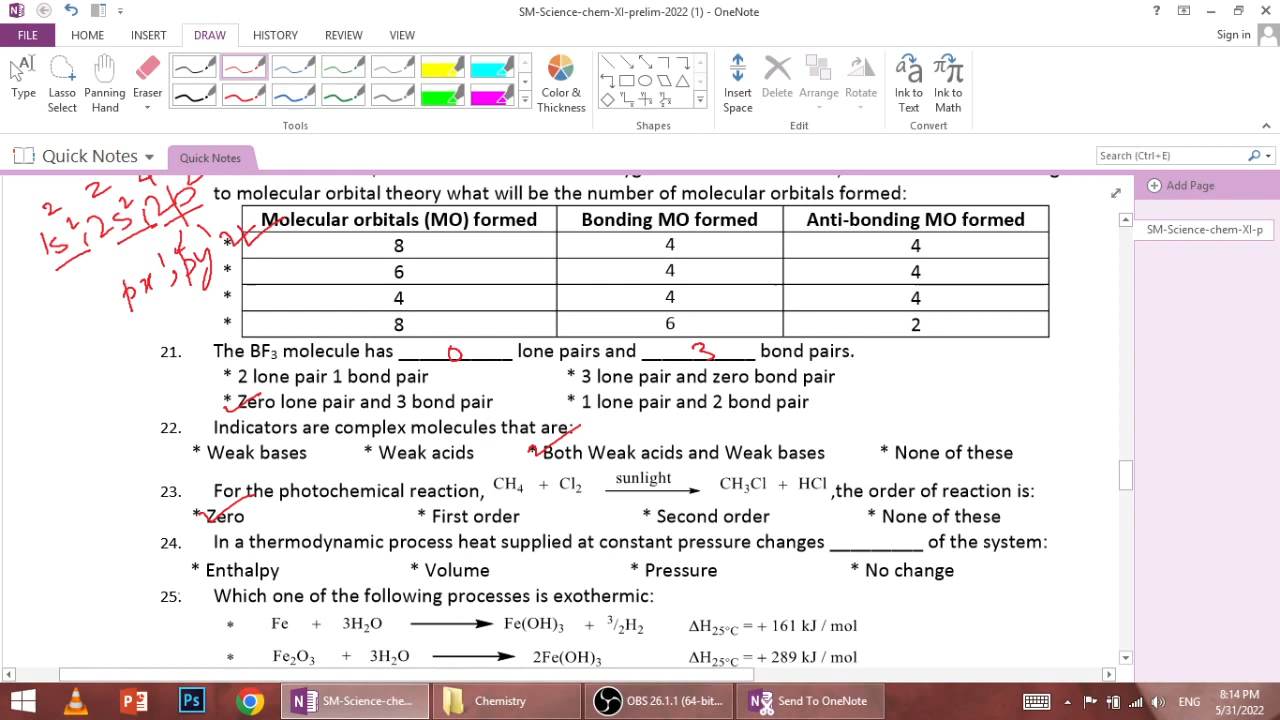 SM-Science-chem-XI-prelim-2022 (1) - OneNote
FILE HOME INSERT DRAW HISTORY REVIEW VIEW Sign in
Type Lasso Select Panning Hand Eraser Color & Thickness Insert Space Delete Arrange Rotate Ink to Text Ink to Math
Tools Shapes Edit Convert
Quick Notes Quick Notes Search (Ctrl+E)
Add Page
SM-Science-chem-XI-p
1s², 2s², 2p⁴
px¹, py¹
to molecular orbital theory what will be the number of molecular orbitals formed:
Molecular orbitals (MO) formed Bonding MO formed Anti-bonding MO formed
* 8 4 4
* 6 4 4
* 4 4 4
* 8 6 2
21. The BF₃ molecule has ____0____ lone pairs and ____3____ bond pairs.
* 2 lone pair 1 bond pair * 3 lone pair and zero bond pair
* Zero lone pair and 3 bond pair * 1 lone pair and 2 bond pair
22. Indicators are complex molecules that are:
* Weak bases * Weak acids * Both Weak acids and Weak bases * None of these
23. For the photochemical reaction, CH₄ + Cl₂ sunlight → CH₃Cl + HCl ,the order of reaction is:
* Zero * First order * Second order * None of these
24. In a thermodynamic process heat supplied at constant pressure changes _________ of the system:
* Enthalpy * Volume * Pressure * No change
25. Which one of the following processes is exothermic:
* Fe + 3H₂O → Fe(OH)₃ + ³/₂H₂ ΔH₂₅°C = + 161 kJ / mol
* Fe₂O₃ + 3H₂O → 2Fe(OH)₃ ΔH₂₅°C = + 289 kJ / mol
SM-Science-che... Chemistry OBS 26.1.1 (64-bit... Send To OneNote ENG 8:14 PM
5/31/2022